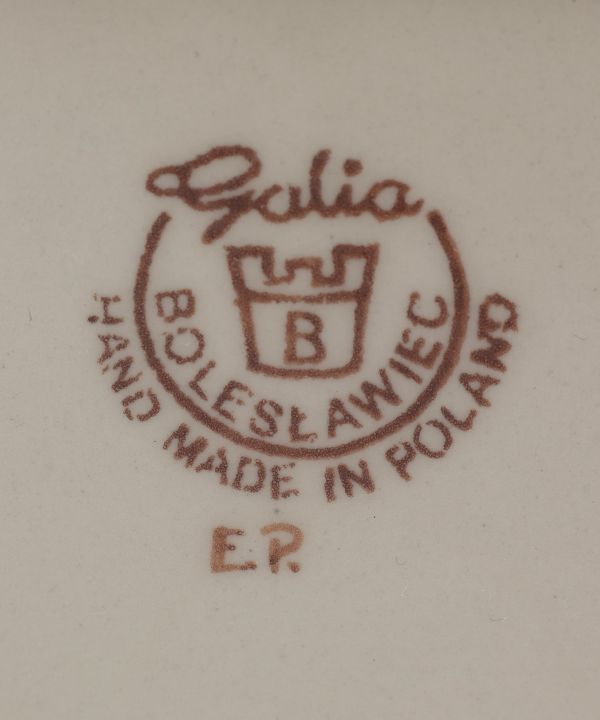 Galia
B
BOLESŁAWIEC
HAND MADE IN POLAND
E.P.